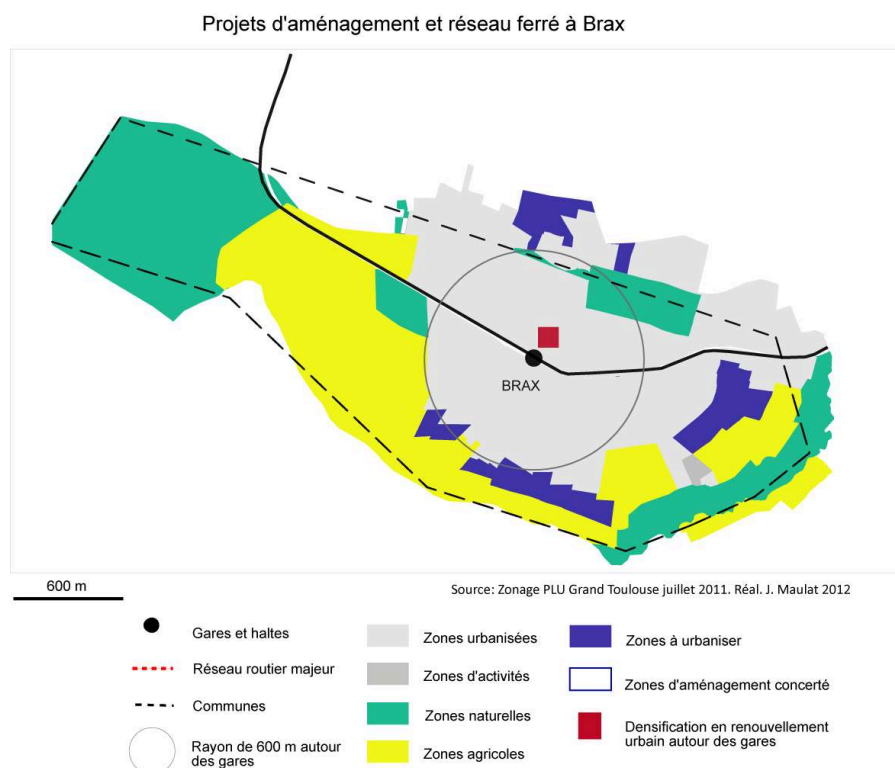 Projets d'aménagement et réseau ferré à Brax
BRAX
600 m
Source: Zonage PLU Grand Toulouse juillet 2011. Réal. J. Maulat 2012
Gares et haltes
Réseau routier majeur
Communes
Rayon de 600 m autour
des gares
Zones urbanisées
Zones d'activités
Zones naturelles
Zones agricoles
Zones à urbaniser
Zones d'aménagement concerté
Densification en renouvellement
urbain autour des gares